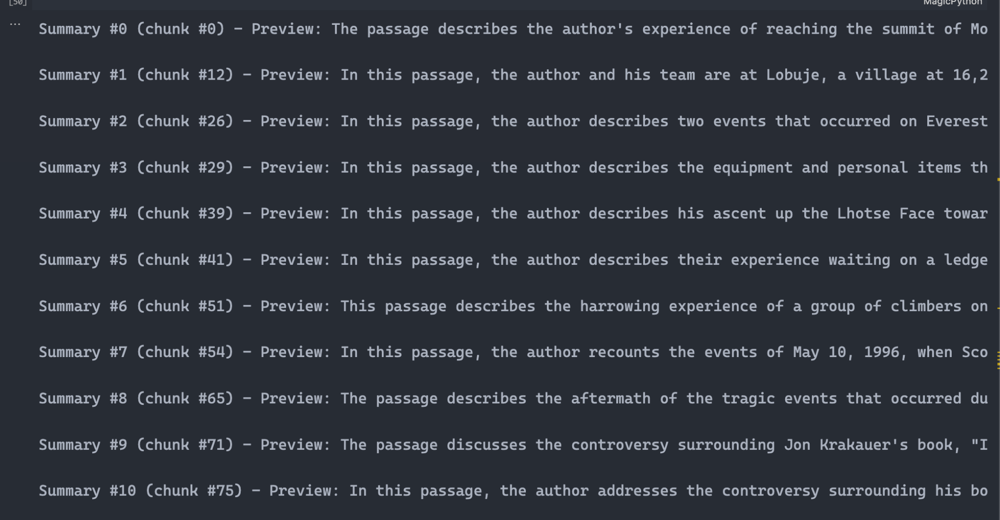 [50]
MagicPython
...
Summary #0 (chunk #0) - Preview: The passage describes the author's experience of reaching the summit of Mo
Summary #1 (chunk #12) - Preview: In this passage, the author and his team are at Lobuje, a village at 16,2
Summary #2 (chunk #26) - Preview: In this passage, the author describes two events that occurred on Everest
Summary #3 (chunk #29) - Preview: In this passage, the author describes the equipment and personal items th
Summary #4 (chunk #39) - Preview: In this passage, the author describes his ascent up the Lhotse Face towar
Summary #5 (chunk #41) - Preview: In this passage, the author describes their experience waiting on a ledge
Summary #6 (chunk #51) - Preview: This passage describes the harrowing experience of a group of climbers on
Summary #7 (chunk #54) - Preview: In this passage, the author recounts the events of May 10, 1996, when Sco
Summary #8 (chunk #65) - Preview: The passage describes the aftermath of the tragic events that occurred du
Summary #9 (chunk #71) - Preview: The passage discusses the controversy surrounding Jon Krakauer's book, "I
Summary #10 (chunk #75) - Preview: In this passage, the author addresses the controversy surrounding his bo